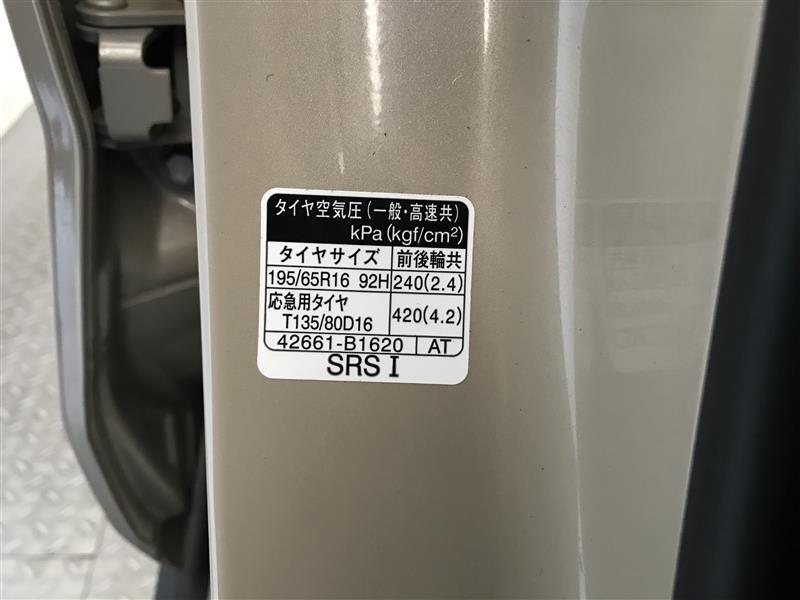 タイヤ空気圧(一般・高速共)
kPa(kgf/cm²)
タイヤサイズ 前後輪共
195/65R16 92H 240(2.4)
応急用タイヤ
T135/80D16 420(4.2)
42661-B1620 AT
SRS I